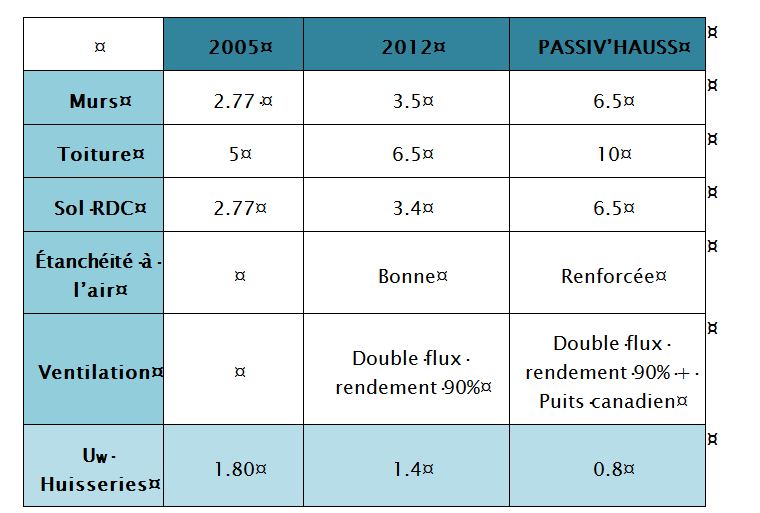 2005 2012 PASSIV'HAUSS
Murs 2.77 3.5 6.5
Toiture 5 6.5 10
Sol RDC 2.77 3.4 6.5
Étanchéité à
l'air
Bonne Renforcée
Ventilation
Double flux
rendement 90%
Double flux
rendement 90% +
Puits canadien
Uw
Huisseries
1.80 1.4 0.8